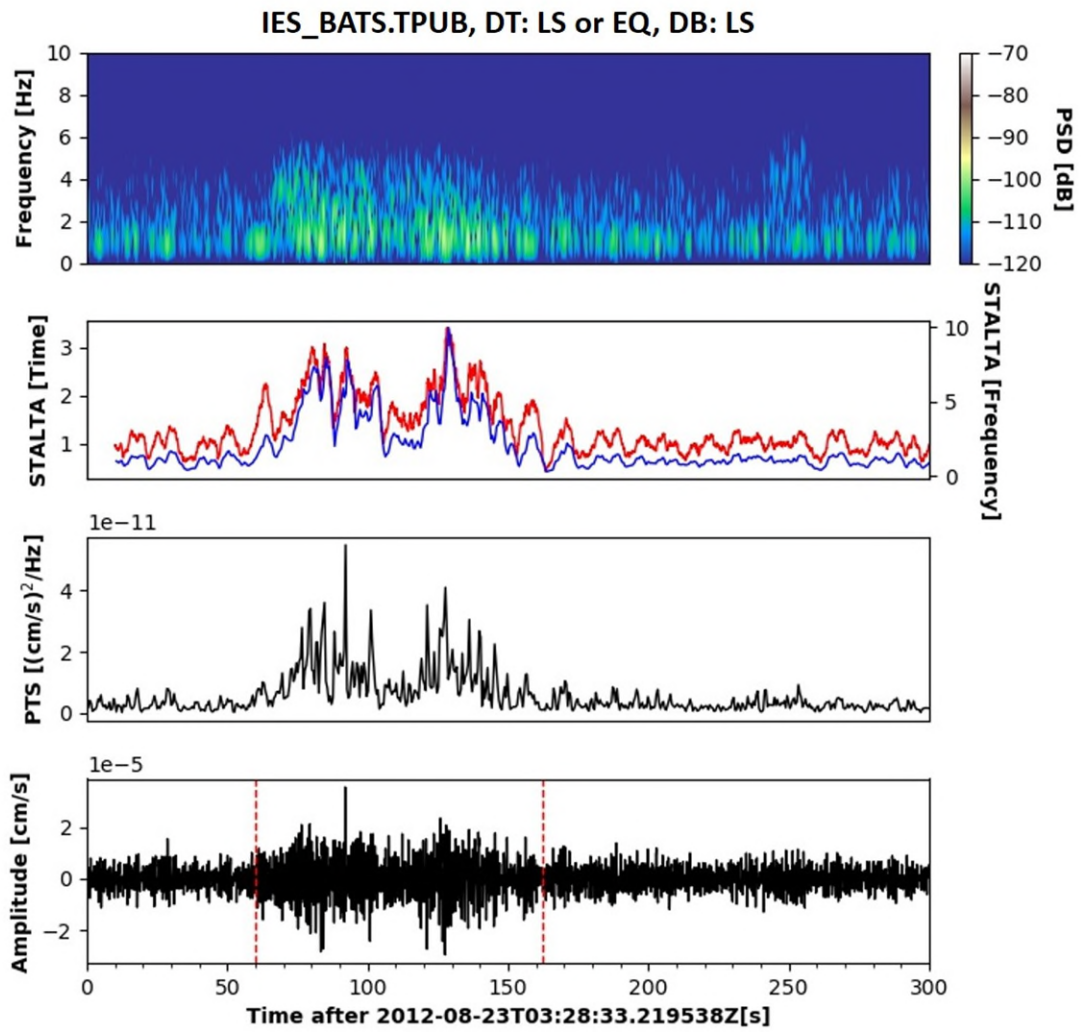 IES_BATS.TPUB, DT: LS or EQ, DB: LS
10
8
6
4
2
0
Frequency [Hz]
−70
−80
−90
−100
−110
−120
PSD [dB]
3
2
1
STALTA [Time]
10
5
0
STALTA [Frequency]
1e−11
4
2
0
PTS [(cm/s)²/Hz]
1e−5
2
0
−2
Amplitude [cm/s]
0 50 100 150 200 250 300
Time after 2012-08-23T03:28:33.219538Z[s]